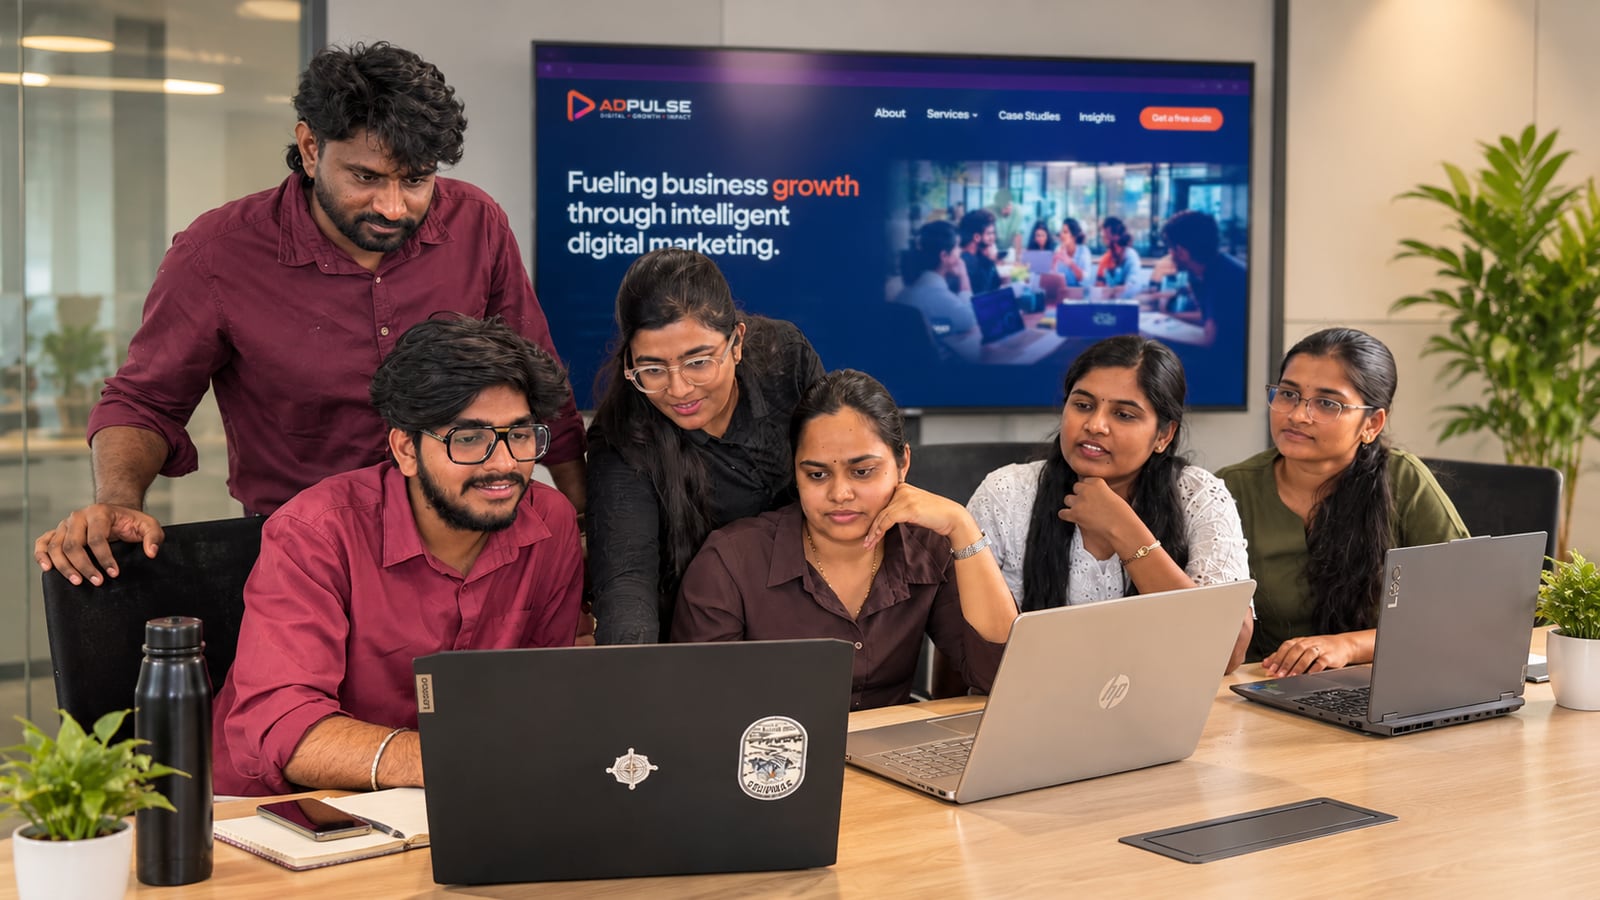 ADPULSE
DIGITAL • GROWTH • IMPACT
About
Services
Case Studies
Insights
Get a free audit
Fueling business growth
through intelligent
digital marketing.
Lenovo
hp